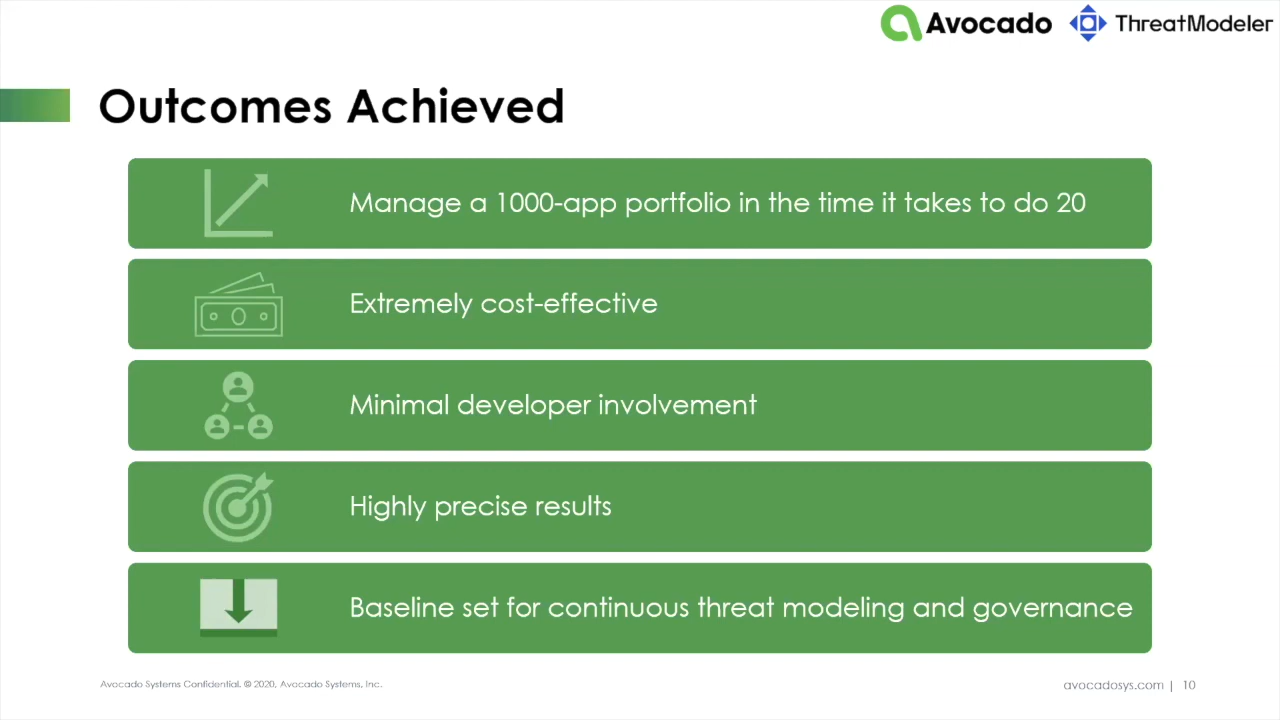 Avocado ThreatModeler
Outcomes Achieved
Manage a 1000-app portfolio in the time it takes to do 20
Extremely cost-effective
Minimal developer involvement
Highly precise results
Baseline set for continuous threat modeling and governance
Avocado Systems Confidential. © 2020, Avocado Systems, Inc.
avocadosys.com | 10